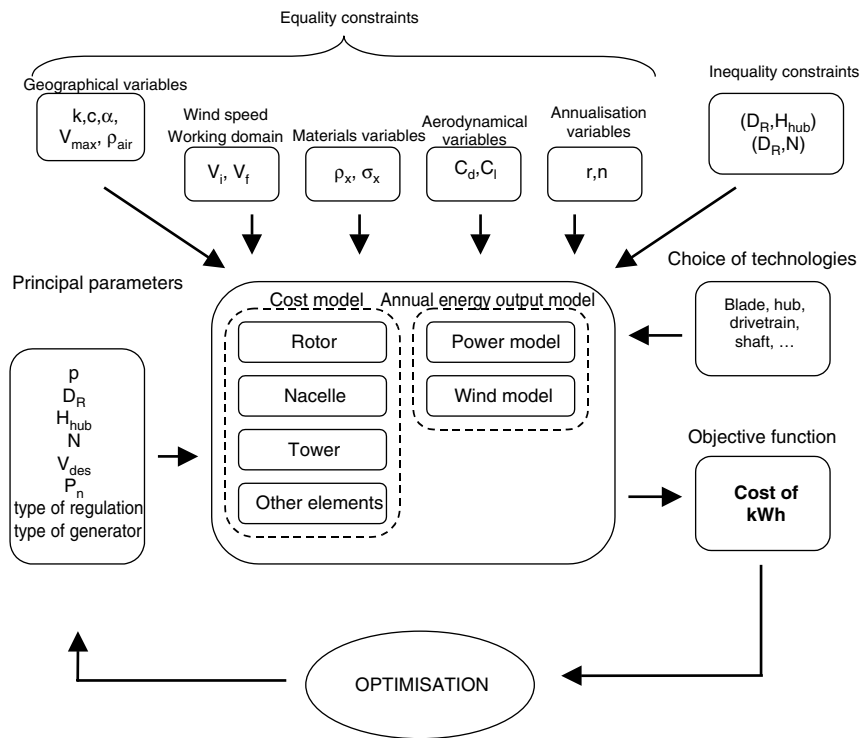 Equality constraints
Geographical variables
k,c,α,
V_max, ρ_air
Wind speed
Working domain
V_i, V_f
Materials variables
ρ_x, σ_x
Aerodynamical
variables
C_d,C_l
Annualisation
variables
r,n
Inequality constraints
(D_R,H_hub)
(D_R,N)
Choice of technologies
Blade, hub,
drivetrain,
shaft, …
Principal parameters
p
D_R
H_hub
N
V_des
P_n
type of regulation
type of generator
Cost model
Rotor
Nacelle
Tower
Other elements
Annual energy output model
Power model
Wind model
Objective function
Cost of
kWh
OPTIMISATION